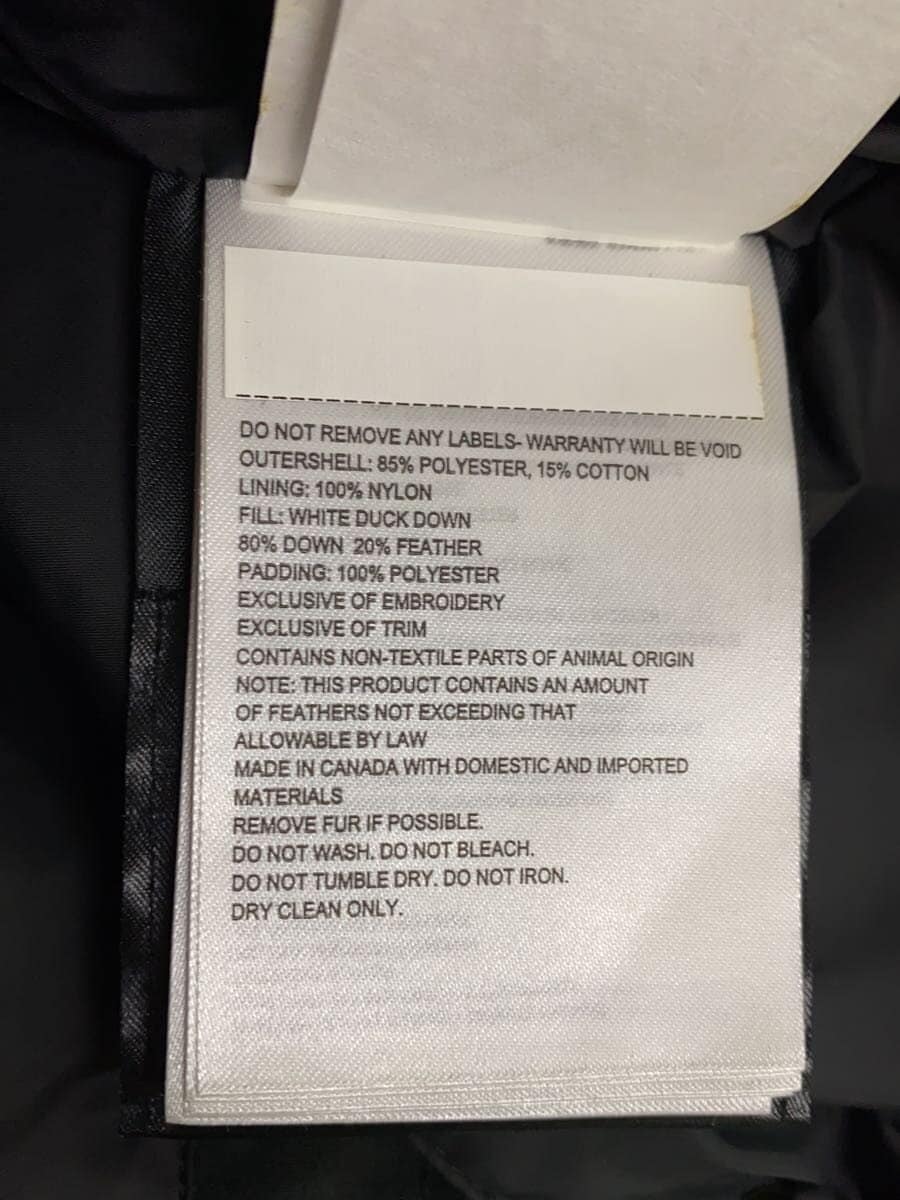 DO NOT REMOVE ANY LABELS- WARRANTY WILL BE VOID
OUTERSHELL: 85% POLYESTER, 15% COTTON
LINING: 100% NYLON
FILL: WHITE DUCK DOWN
80% DOWN 20% FEATHER
PADDING: 100% POLYESTER
EXCLUSIVE OF EMBROIDERY
EXCLUSIVE OF TRIM
CONTAINS NON-TEXTILE PARTS OF ANIMAL ORIGIN
NOTE: THIS PRODUCT CONTAINS AN AMOUNT
OF FEATHERS NOT EXCEEDING THAT
ALLOWABLE BY LAW
MADE IN CANADA WITH DOMESTIC AND IMPORTED
MATERIALS
REMOVE FUR IF POSSIBLE.
DO NOT WASH. DO NOT BLEACH.
DO NOT TUMBLE DRY. DO NOT IRON.
DRY CLEAN ONLY.